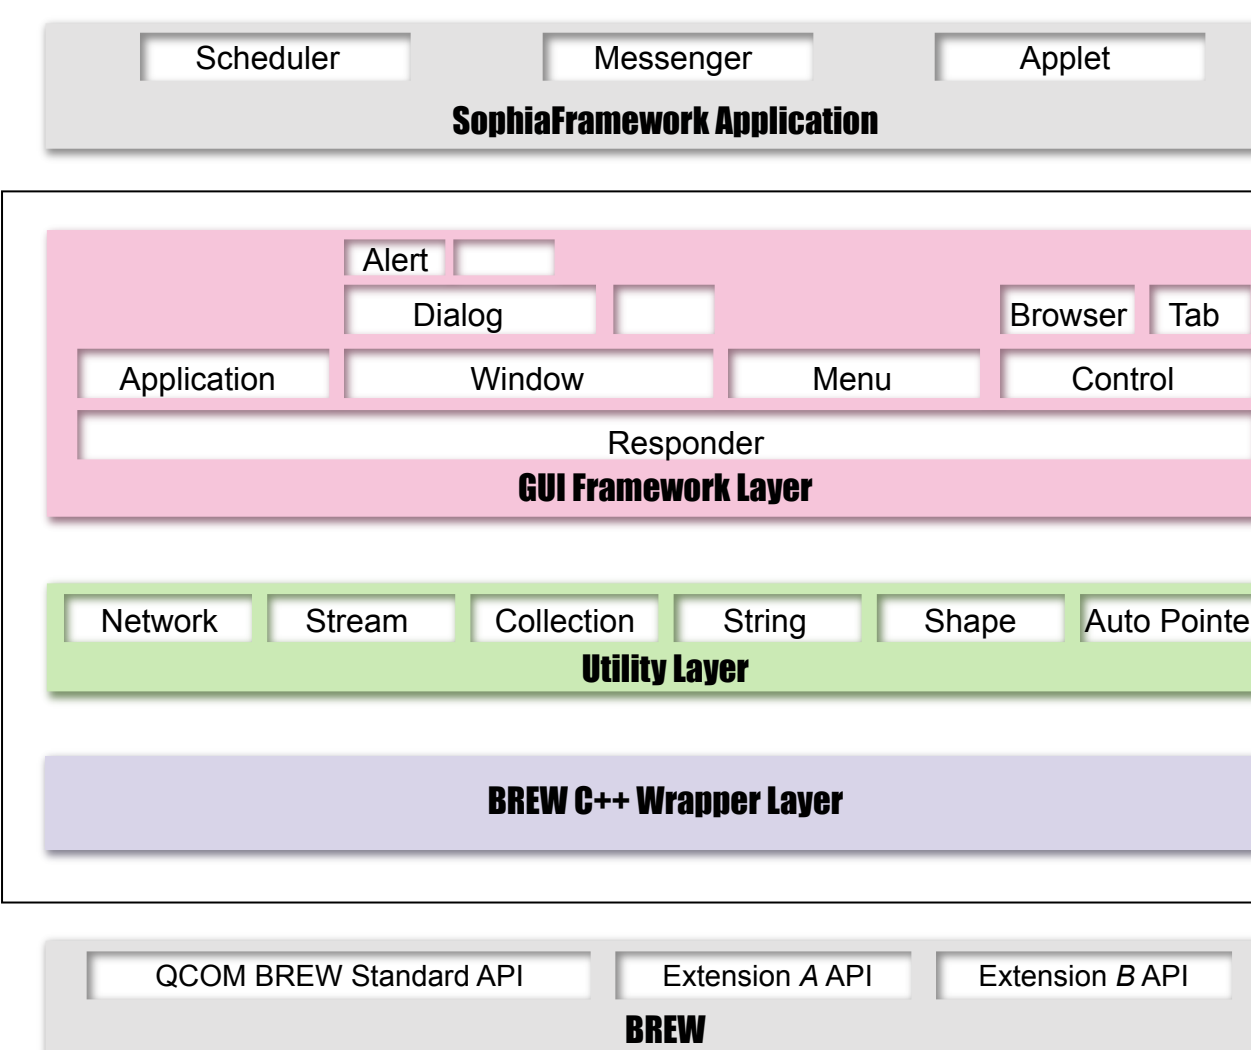 Scheduler
Messenger
Applet
SophiaFramework Application
Alert
Dialog
Browser
Tab
Application
Window
Menu
Control
Responder
GUI Framework Layer
Network
Stream
Collection
String
Shape
Auto Pointe
Utility Layer
BREW C++ Wrapper Layer
QCOM BREW Standard API
Extension A API
Extension B API
BREW